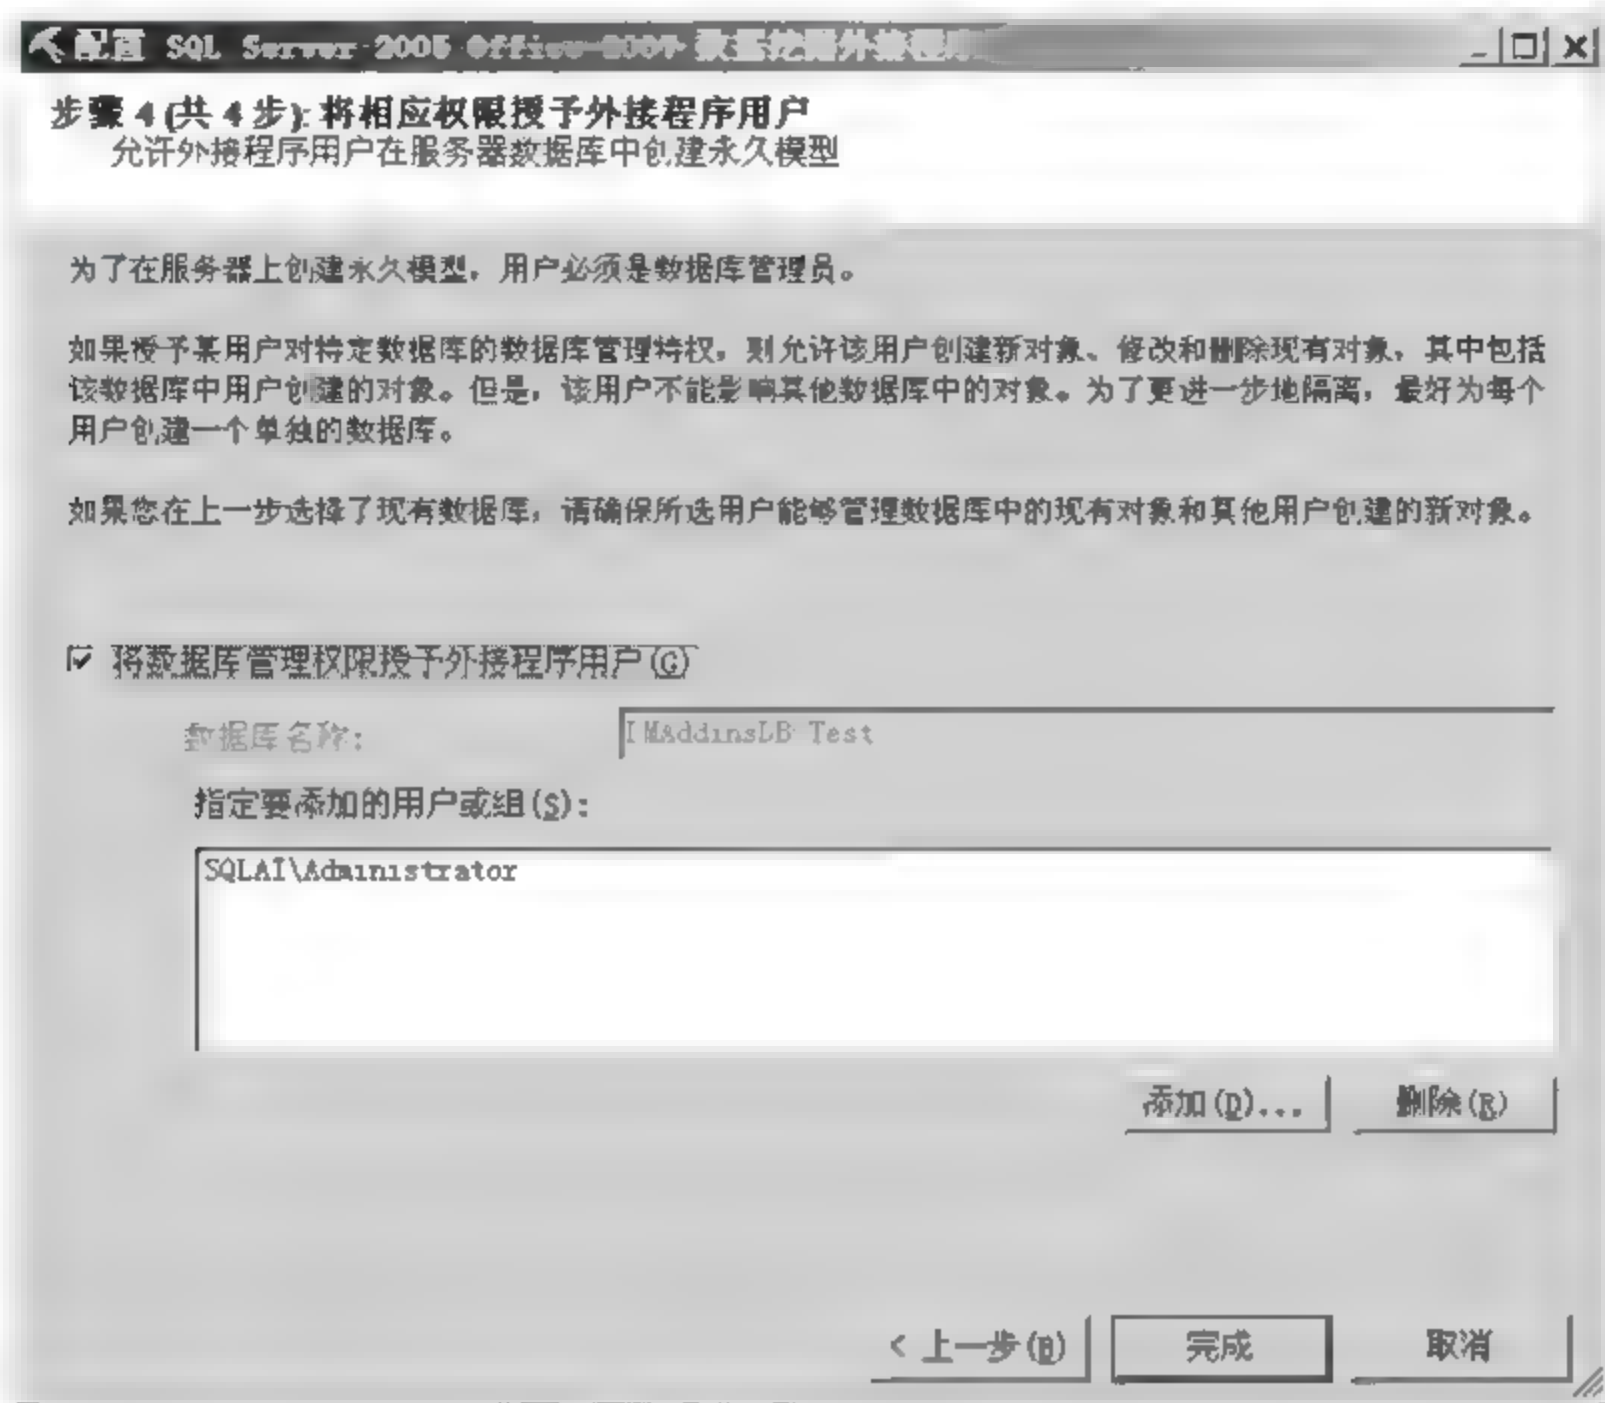 配置 SQL Server 2005 Office 2007 数据挖掘外接程序
步骤 4 (共 4 步): 将相应权限授予外接程序用户
允许外接程序用户在服务器数据库中创建永久模型
为了在服务器上创建永久模型，用户必须是数据库管理员。
如果授予某用户对特定数据库的数据库管理特权，则允许该用户创建新对象、修改和删除现有对象，其中包括
该数据库中用户创建的对象。但是，该用户不能影响其他数据库中的对象。为了更进一步地隔离，最好为每个
用户创建一个单独的数据库。
如果您在上一步选择了现有数据库，请确保所选用户能够管理数据库中的现有对象和其他用户创建的新对象。
将数据库管理权限授予外接程序用户(G)
数据库名称:
DMAddinsDB Test
指定要添加的用户或组(S):
SQLAI\Administrator
添加(D)...
删除(R)
< 上一步(B)
完成
取消